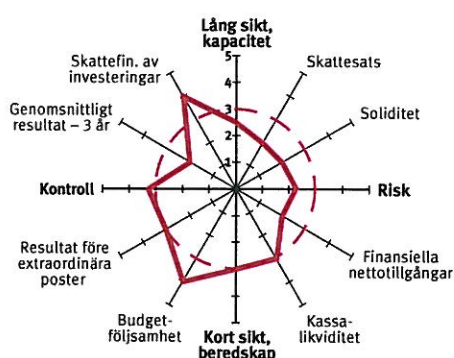 Lång sikt,
kapacitet
5
Skattefin. av
investeringar
Skattesats
Genomsnittligt
resultat – 3 år
Soliditet
3
2
1
Kontroll
Risk
Resultat före
extraordinära
poster
Finansiella
nettotillgångar
Budget-
följsamhet
Kassa-
likviditet
Kort sikt,
beredskap